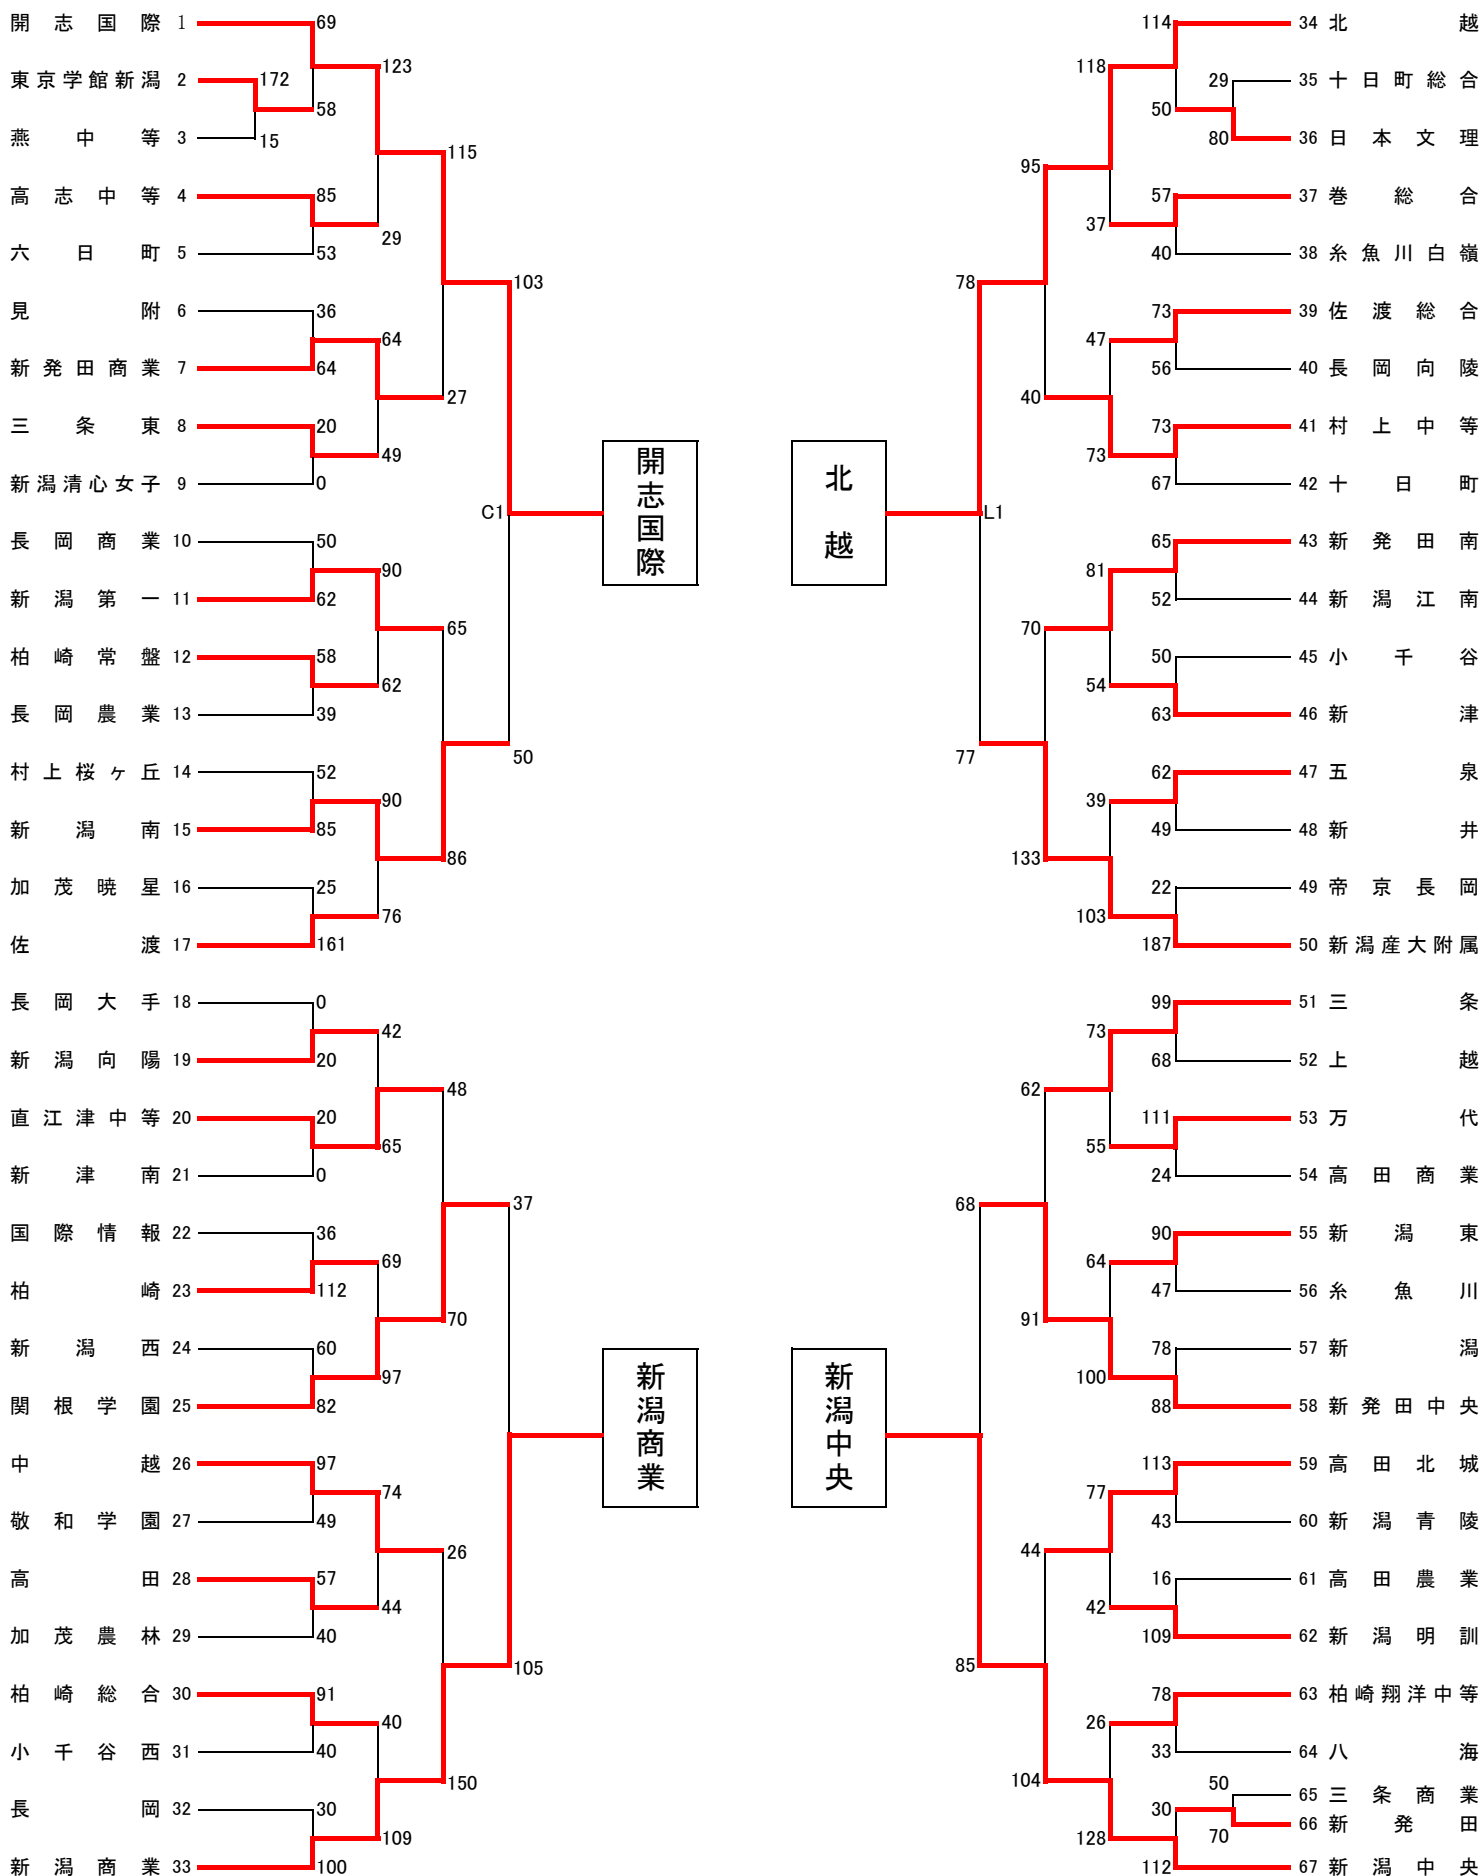 開志国際 1 69
123
東京学館新潟 2 172
58
燕中等 3 15
115
高志中等 4 85
29
六日町 5 53
103
見附 6 36
64
新発田商業 7 64
27
三条東 8 20
49
新潟清心女子 9 0
C1
開志国際
長岡商業 10 50
90
新潟第一 11 62
65
柏崎常盤 12 58
62
長岡農業 13 39
50
村上桜ヶ丘 14 52
90
新潟南 15 85
86
加茂暁星 16 25
76
佐渡 17 161
長岡大手 18 0
42
新潟向陽 19 20
48
直江津中等 20 20
65
新津南 21 0
37
国際情報 22 36
69
柏崎 23 112
70
新潟西 24 60
97
関根学園 25 82
新潟商業
中越 26 97
74
敬和学園 27 49
26
高田 28 57
44
加茂農林 29 40
105
柏崎総合 30 91
40
小千谷西 31 40
150
長岡 32 30
109
新潟商業 33 100
114 34 北越
118
29 35 十日町総合
50
80 36 日本文理
95
57 37 巻総合
37
40 38 糸魚川白嶺
78
73 39 佐渡総合
47
56 40 長岡向陵
40
73 41 村上中等
73
67 42 十日町
L1
北越
65 43 新発田南
81
52 44 新潟江南
70
50 45 小千谷
54
63 46 新津
77
62 47 五泉
39
49 48 新井
133
22 49 帝京長岡
103
187 50 新潟産大附属
99 51 三条
73
68 52 上越
62
111 53 万代
55
24 54 高田商業
68
90 55 新潟東
64
47 56 糸魚川
91
78 57 新潟
100
88 58 新発田中央
新潟中央
113 59 高田北城
77
43 60 新潟青陵
44
16 61 高田農業
42
109 62 新潟明訓
85
78 63 柏崎翔洋中等
26
33 64 八海
104
50 65 三条商業
30
70 66 新発田
128
112 67 新潟中央